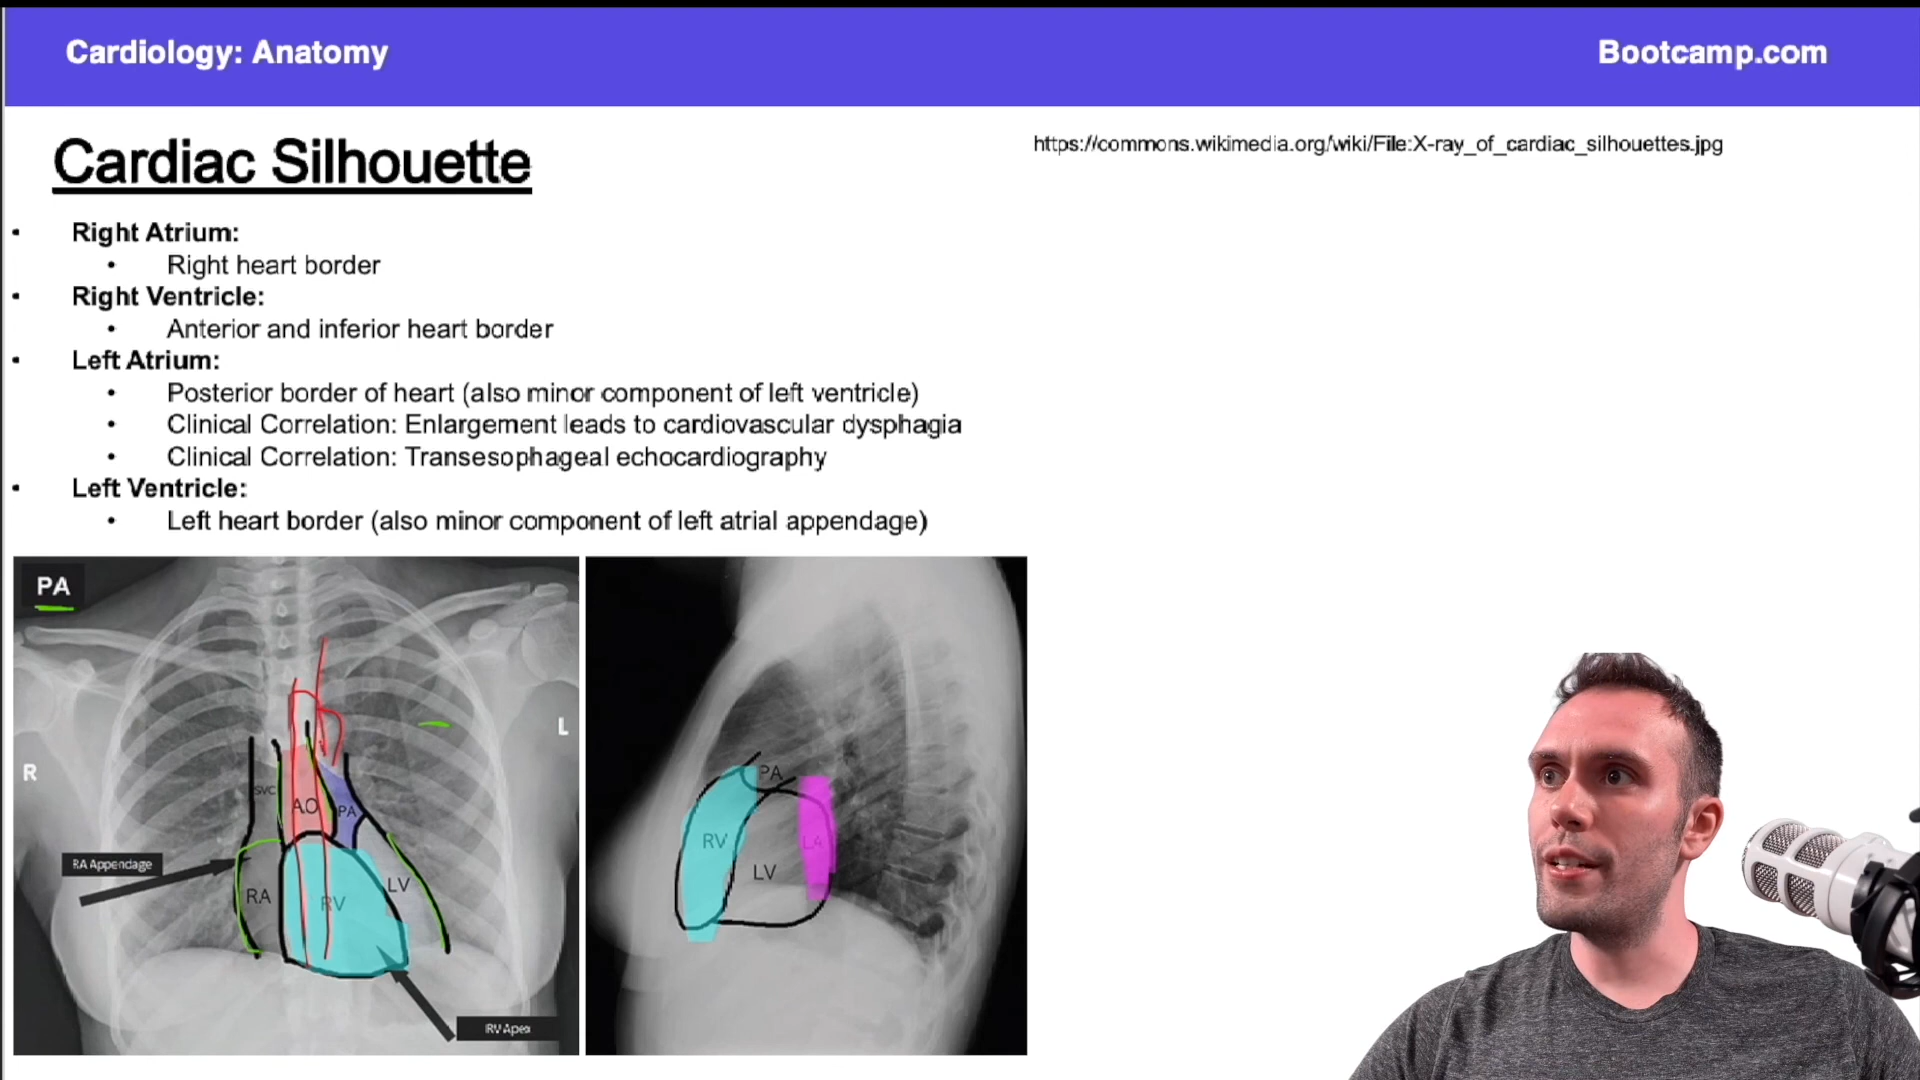 Cardiology: Anatomy
Bootcamp.com
Cardiac Silhouette
https://commons.wikimedia.org/wiki/File:X-ray_of_cardiac_silhouettes.jpg
• Right Atrium:
• Right heart border
• Right Ventricle:
• Anterior and inferior heart border
• Left Atrium:
• Posterior border of heart (also minor component of left ventricle)
• Clinical Correlation: Enlargement leads to cardiovascular dysphagia
• Clinical Correlation: Transesophageal echocardiography
• Left Ventricle:
• Left heart border (also minor component of left atrial appendage)
PA
L
R
SVC
AO
PA
RA Appendage
RA
RV
LV
RV Apex
PA
RV
LA
LV